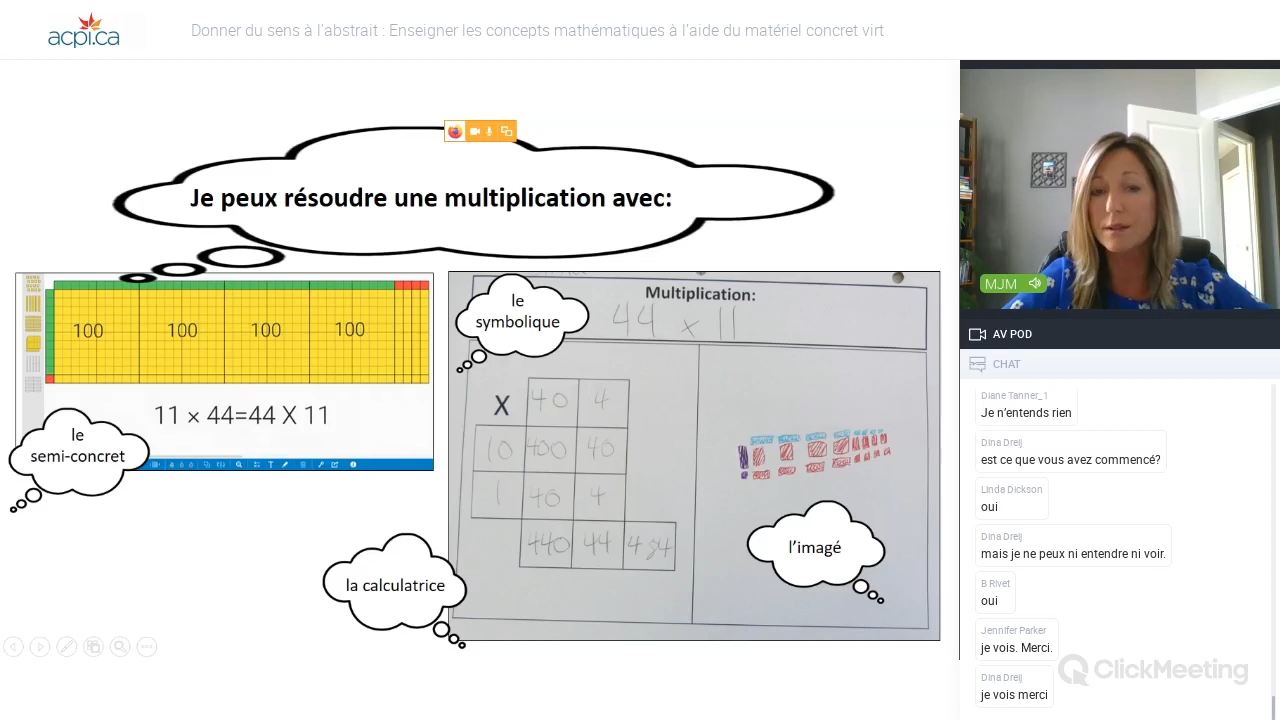 acpi.ca
Donner du sens à l'abstrait : Enseigner les concepts mathématiques à l'aide du matériel concret virt
Je peux résoudre une multiplication avec:
100 100 100 100
11 × 44=44 X 11
le
semi-concret
le
symbolique
Multiplication:
44 x 11
X 40 4
10 400 40
1 40 4
440 44 484
l'imagé
la calculatrice
MJM
AV POD
CHAT
Diane Tanner_1
Je n'entends rien
Dina Dreij
est ce que vous avez commencé?
Linda Dickson
oui
Dina Dreij
mais je ne peux ni entendre ni voir.
B Rivet
oui
Jennifer Parker
je vois. Merci.
Dina Dreij
je vois merci
ClickMeeting